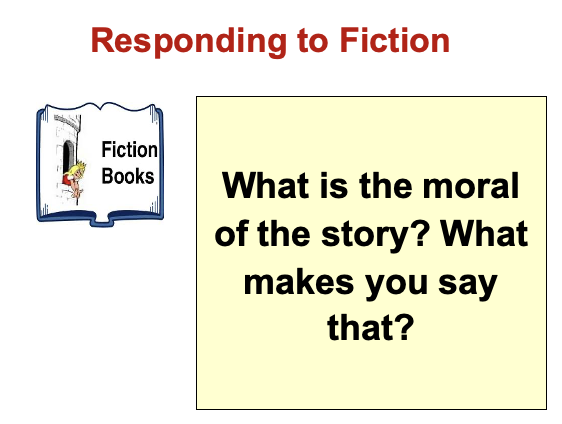 Responding to Fiction
Fiction
Books
What is the moral
of the story? What
makes you say
that?